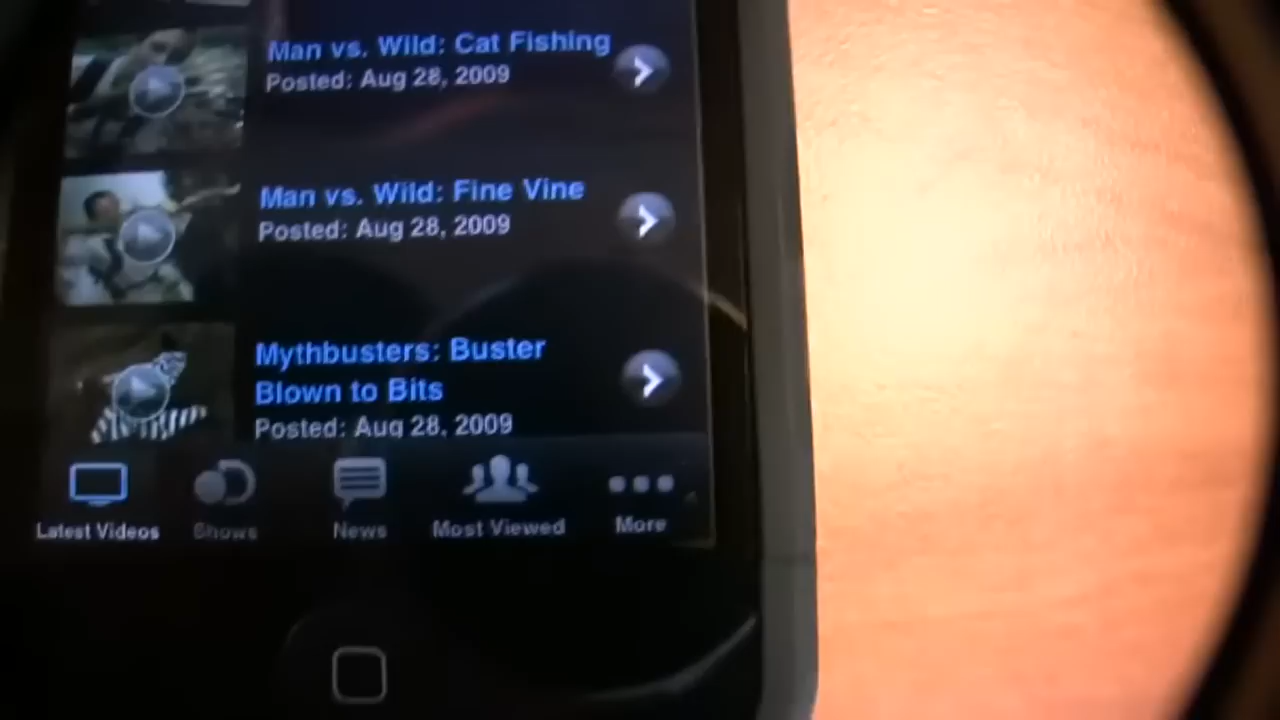 Man vs. Wild: Cat Fishing
Posted: Aug 28, 2009
Man vs. Wild: Fine Vine
Posted: Aug 28, 2009
Mythbusters: Buster
Blown to Bits
Posted: Aug 28, 2009
Latest Videos Shows News Most Viewed More